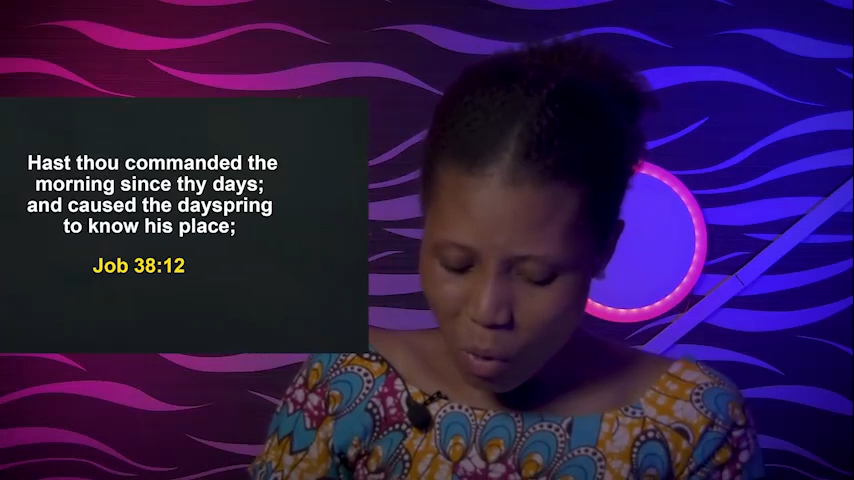 Hast thou commanded the
morning since thy days;
and caused the dayspring
to know his place;
Job 38:12